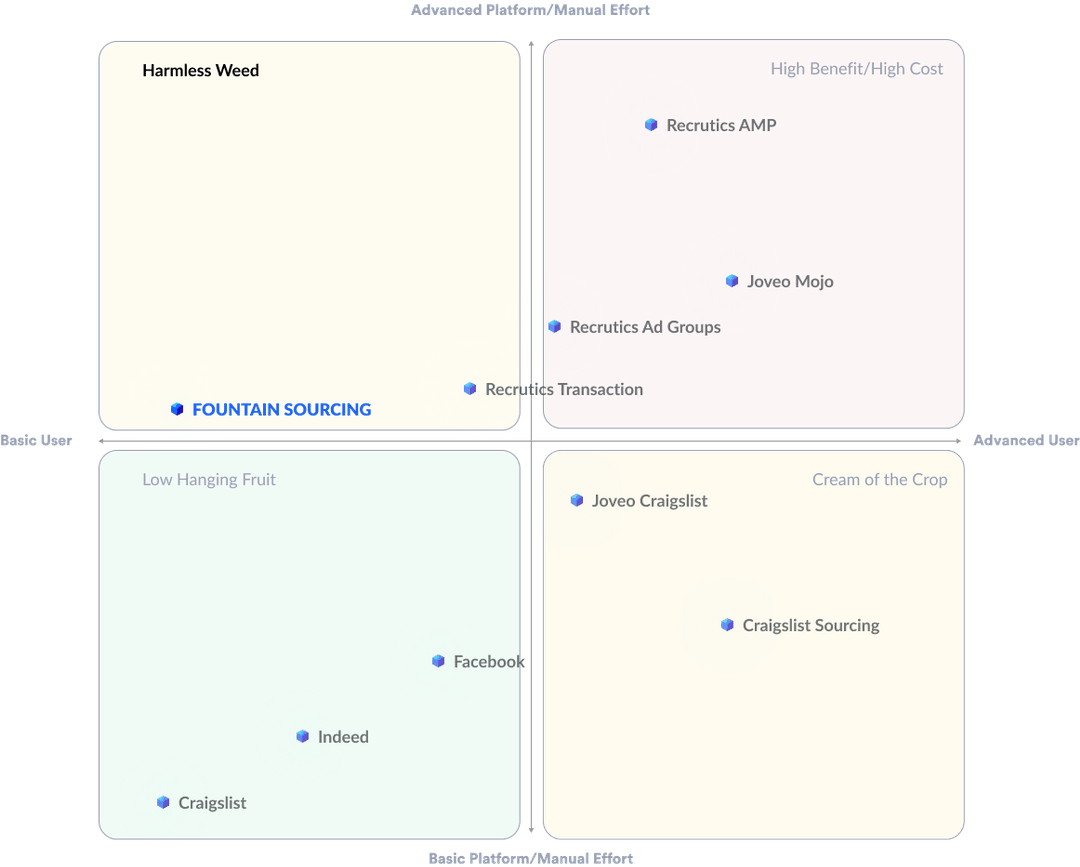 Advanced Platform/Manual Effort
Harmless Weed
High Benefit/High Cost
Recrutics AMP
Joveo Mojo
Recrutics Ad Groups
Recrutics Transaction
FOUNTAIN SOURCING
Basic User
Advanced User
Low Hanging Fruit
Cream of the Crop
Joveo Craigslist
Craigslist Sourcing
Facebook
Indeed
Craigslist
Basic Platform/Manual Effort